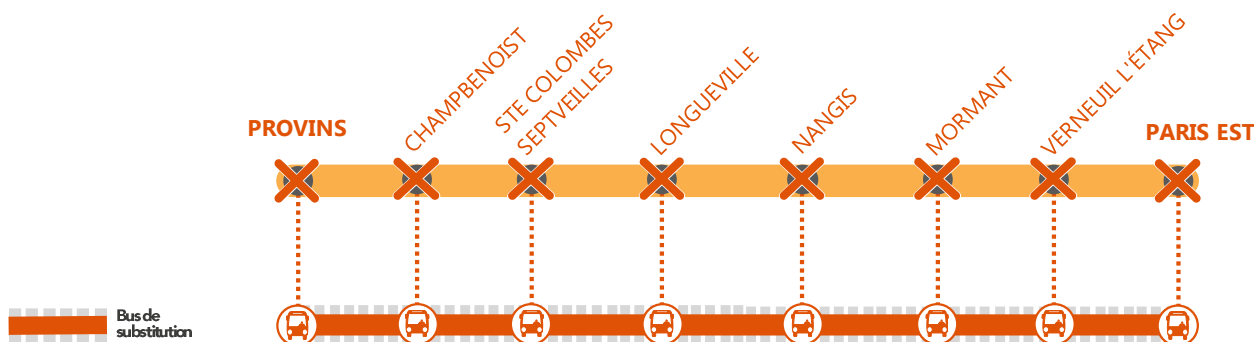 PROVINS
CHAMPBENOIST
STE COLOMBES
SEPTVEILLES
LONGUEVILLE
NANGIS
MORMANT
VERNEUIL L'ÉTANG
PARIS EST
Bus de
substitution